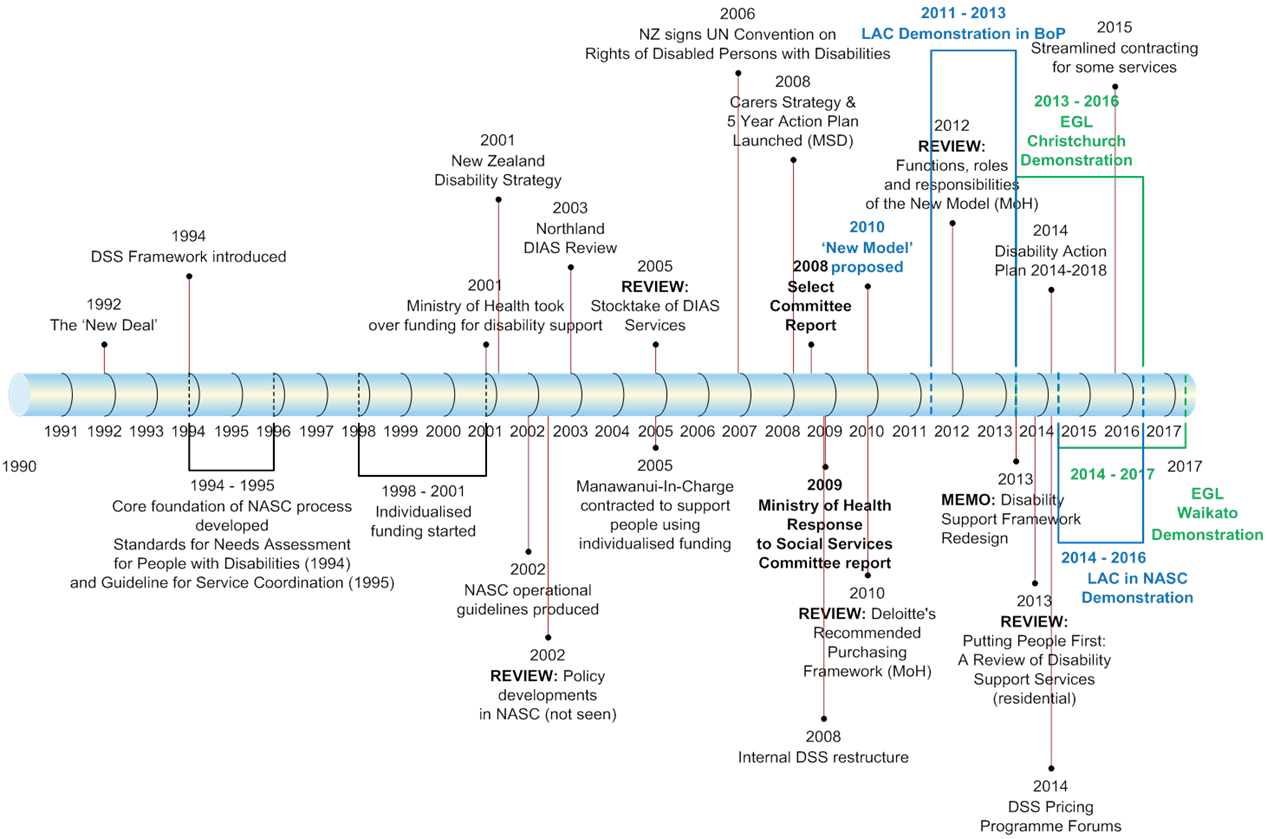 2006
NZ signs UN Convention on
Rights of Disabled Persons with Disabilities
2011 - 2013
LAC Demonstration in BoP
2015
Streamlined contracting
for some services
2008
Carers Strategy &
5 Year Action Plan
Launched (MSD)
2013 - 2016
EGL
Christchurch
Demonstration
2012
REVIEW:
Functions, roles
and responsibilities
of the New Model (MoH)
2001
New Zealand
Disability Strategy
2003
Northland
DIAS Review
1994
DSS Framework introduced
2010
‘New Model’
proposed
2014
Disability Action
Plan 2014-2018
2005
REVIEW:
Stocktake of DIAS
Services
2008
Select
Committee
Report
2001
Ministry of Health took
over funding for disability support
1992
The ‘New Deal’
1991 1992 1993 1994 1995 1996 1997 1998 1999 2000 2001 2002 2003 2004 2005 2006 2007 2008 2009 2010 2011 2012 2013 2014 2015 2016 2017
1990
2017
1994 - 1995
Core foundation of NASC process
developed
Standards for Needs Assessment
for People with Disabilities (1994)
and Guideline for Service Coordination (1995)
1998 - 2001
Individualised
funding started
2002
NASC operational
guidelines produced
2002
REVIEW: Policy
developments
in NASC (not seen)
2005
Manawanui-In-Charge
contracted to support
people using
individualised funding
2009
Ministry of Health
Response
to Social Services
Committee report
2010
REVIEW: Deloitte's
Recommended
Purchasing
Framework (MoH)
2008
Internal DSS restructure
2013
MEMO: Disability
Support Framework
Redesign
2013
REVIEW:
Putting People First:
A Review of Disability
Support Services
(residential)
2014
DSS Pricing
Programme Forums
2014 - 2017
EGL
Waikato
Demonstration
2014 - 2016
LAC in NASC
Demonstration